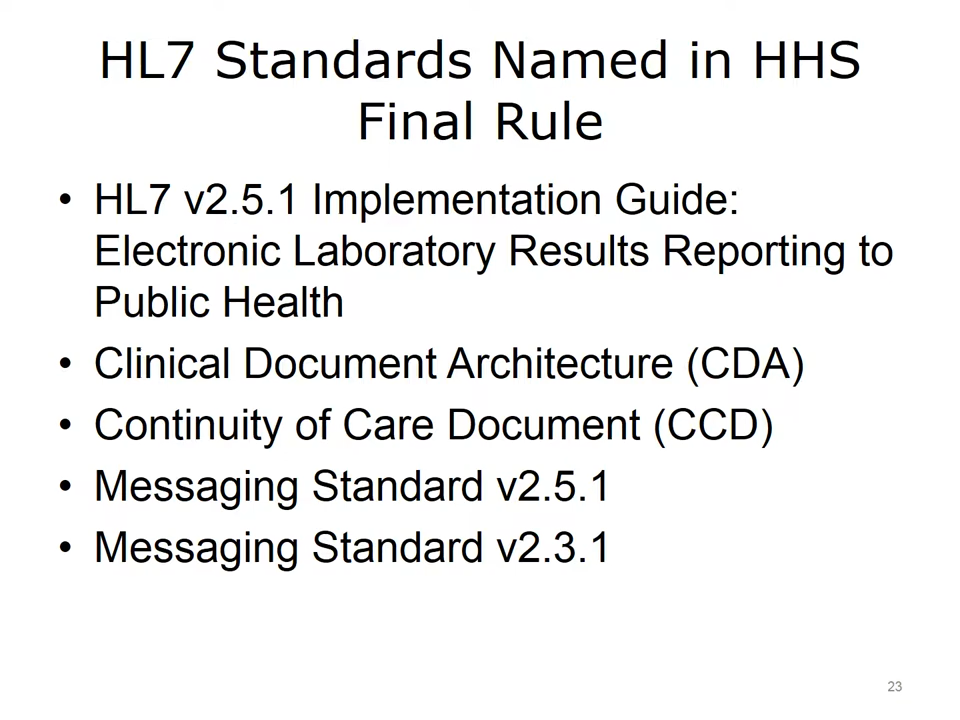 HL7 Standards Named in HHS
Final Rule
• HL7 v2.5.1 Implementation Guide:
Electronic Laboratory Results Reporting to
Public Health
• Clinical Document Architecture (CDA)
• Continuity of Care Document (CCD)
• Messaging Standard v2.5.1
• Messaging Standard v2.3.1
23